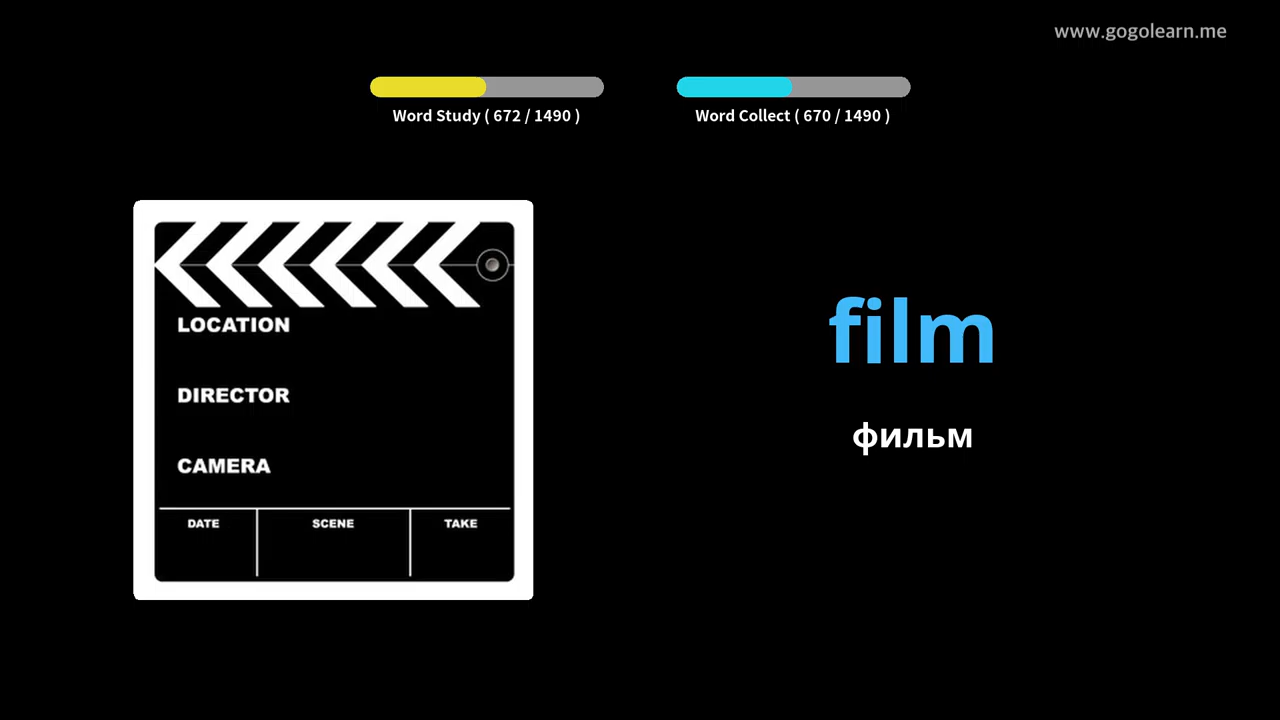 www.gogolearn.me
Word Study ( 672 / 1490 )
Word Collect ( 670 / 1490 )
LOCATION
DIRECTOR
CAMERA
DATE
SCENE
TAKE
film
фильм